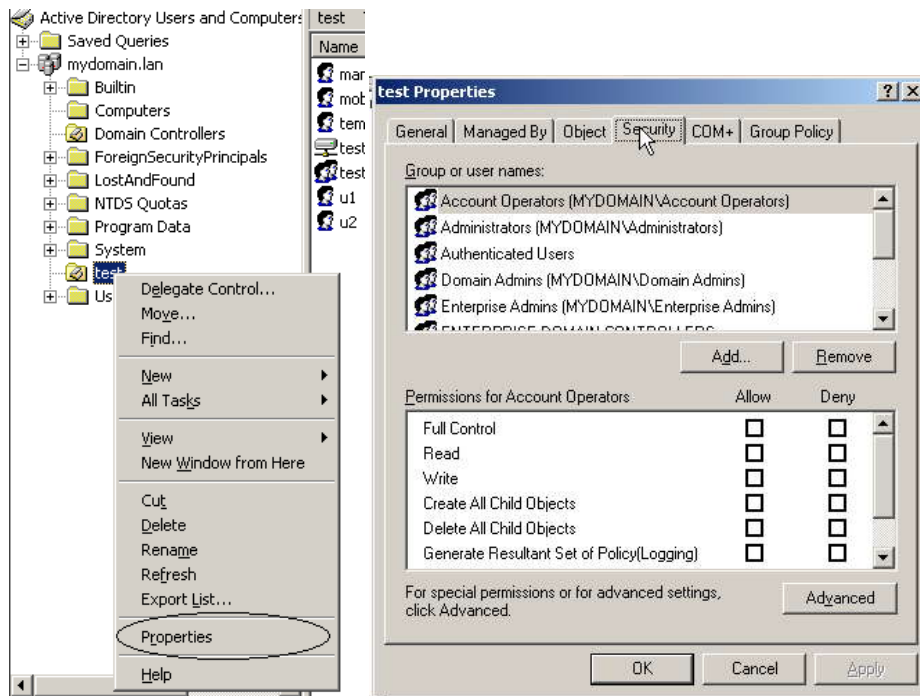 Active Directory Users and Computers
Saved Queries
mydomain.lan
Builtin
Computers
Domain Controllers
ForeignSecurityPrincipals
LostAndFound
NTDS Quotas
Program Data
System
test
Us
test
Name
mar
mot
tem
test
test
u1
u2
Delegate Control...
Move...
Find...
New
All Tasks
View
New Window from Here
Cut
Delete
Rename
Refresh
Export List...
Properties
Help
test Properties
General Managed By Object Security COM+ Group Policy
Group or user names:
Account Operators (MYDOMAIN\Account Operators)
Administrators (MYDOMAIN\Administrators)
Authenticated Users
Domain Admins (MYDOMAIN\Domain Admins)
Enterprise Admins (MYDOMAIN\Enterprise Admins)
ENTERPRISE DOMAIN CONTROLLERS
Add... Remove
Permissions for Account Operators Allow Deny
Full Control
Read
Write
Create All Child Objects
Delete All Child Objects
Generate Resultant Set of Policy(Logging)
For special permissions or for advanced settings,
click Advanced.
Advanced
OK Cancel Apply